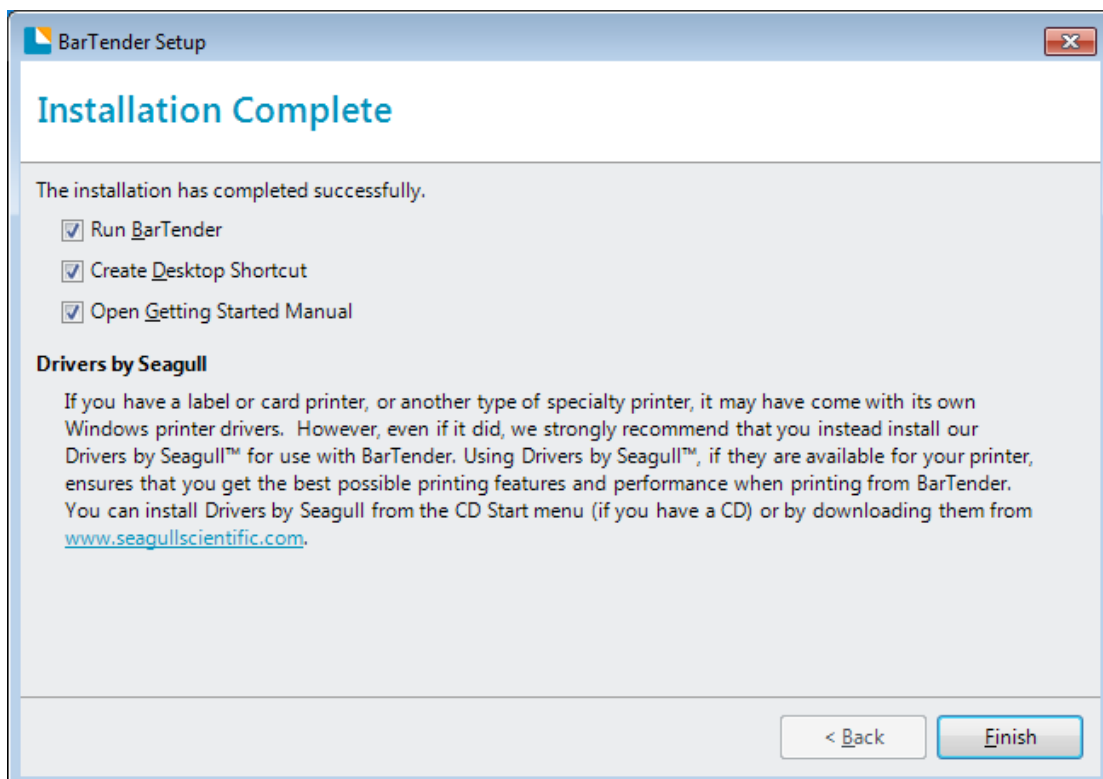 BarTender Setup
Installation Complete
The installation has completed successfully.
Run BarTender
Create Desktop Shortcut
Open Getting Started Manual
Drivers by Seagull
If you have a label or card printer, or another type of specialty printer, it may have come with its own
Windows printer drivers.  However, even if it did, we strongly recommend that you instead install our
Drivers by Seagull™ for use with BarTender. Using Drivers by Seagull™, if they are available for your printer,
ensures that you get the best possible printing features and performance when printing from BarTender.
You can install Drivers by Seagull from the CD Start menu (if you have a CD) or by downloading them from
www.seagullscientific.com.
< Back
Finish